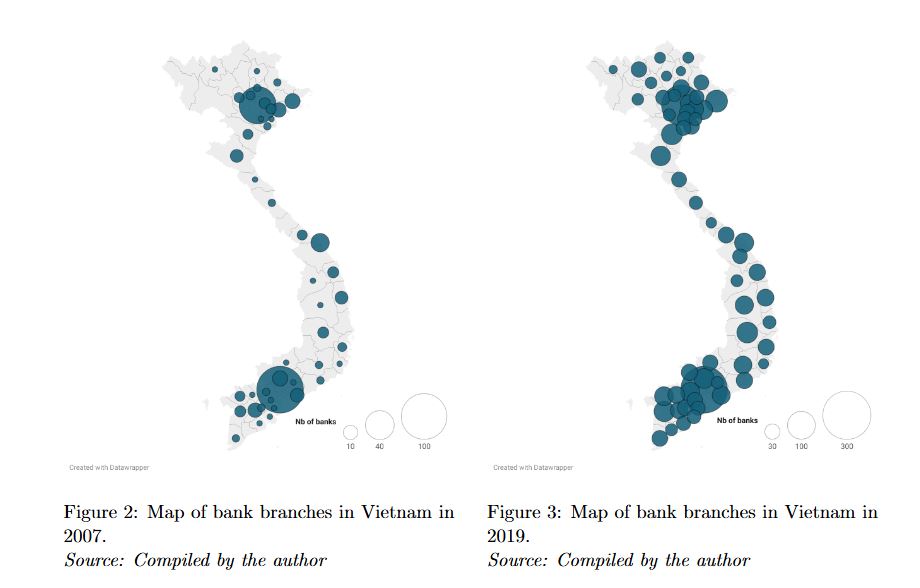 Nb of banks
10 40 100
Created with Datawrapper
Nb of banks
30 100 300
Created with Datawrapper
Figure 2: Map of bank branches in Vietnam in
2007.
Source: Compiled by the author
Figure 3: Map of bank branches in Vietnam in
2019.
Source: Compiled by the author